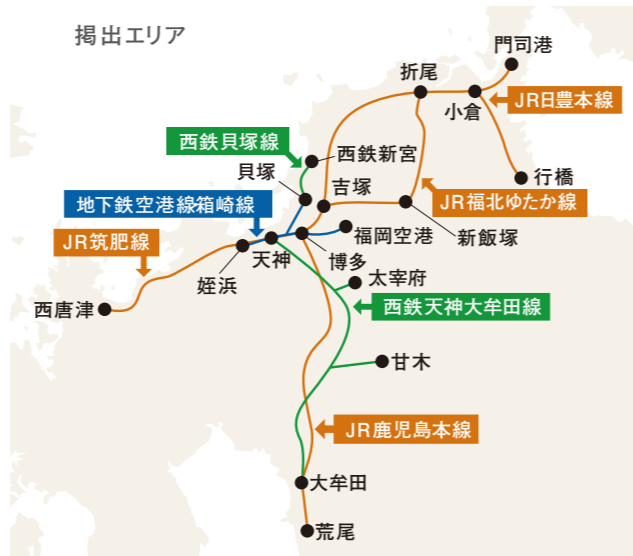 掲出エリア
門司港
折尾
小倉
JR日豊本線
西鉄貝塚線
西鉄新宮
貝塚
行橋
吉塚
JR福北ゆたか線
地下鉄空港線箱崎線
福岡空港
新飯塚
JR筑肥線
天神
博多
姪浜
太宰府
西唐津
西鉄天神大牟田線
甘木
JR鹿児島本線
大牟田
荒尾